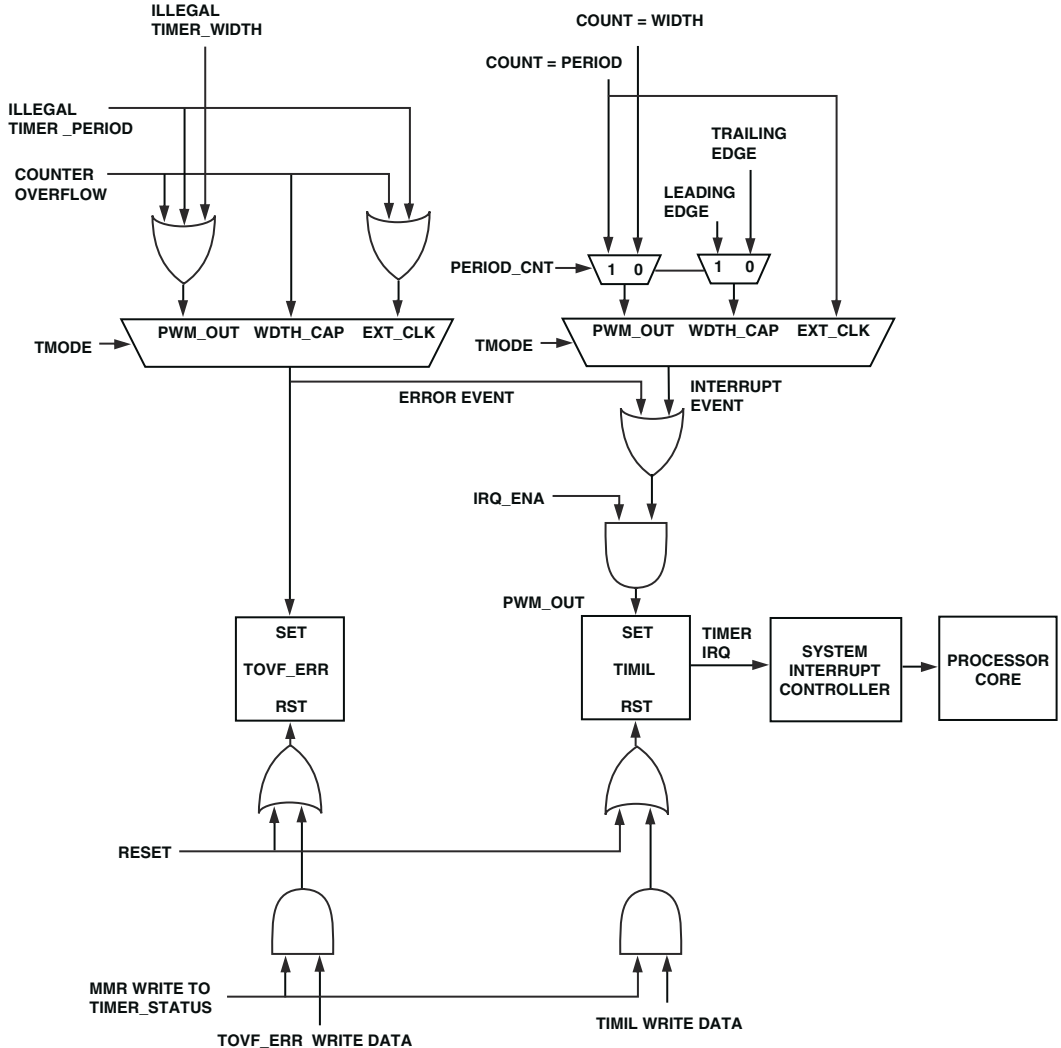 ILLEGAL
TIMER_WIDTH
COUNT = WIDTH
COUNT = PERIOD
ILLEGAL
TIMER _PERIOD
TRAILING
EDGE
COUNTER
OVERFLOW
LEADING
EDGE
PERIOD_CNT
1 0
1 0
TMODE
PWM_OUT WDTH_CAP EXT_CLK
TMODE
PWM_OUT WDTH_CAP EXT_CLK
ERROR EVENT
INTERRUPT
EVENT
IRQ_ENA
PWM_OUT
SET
TOVF_ERR
RST
SET
TIMIL
RST
TIMER
IRQ
SYSTEM
INTERRUPT
CONTROLLER
PROCESSOR
CORE
RESET
MMR WRITE TO
TIMER_STATUS
TOVF_ERR WRITE DATA
TIMIL WRITE DATA